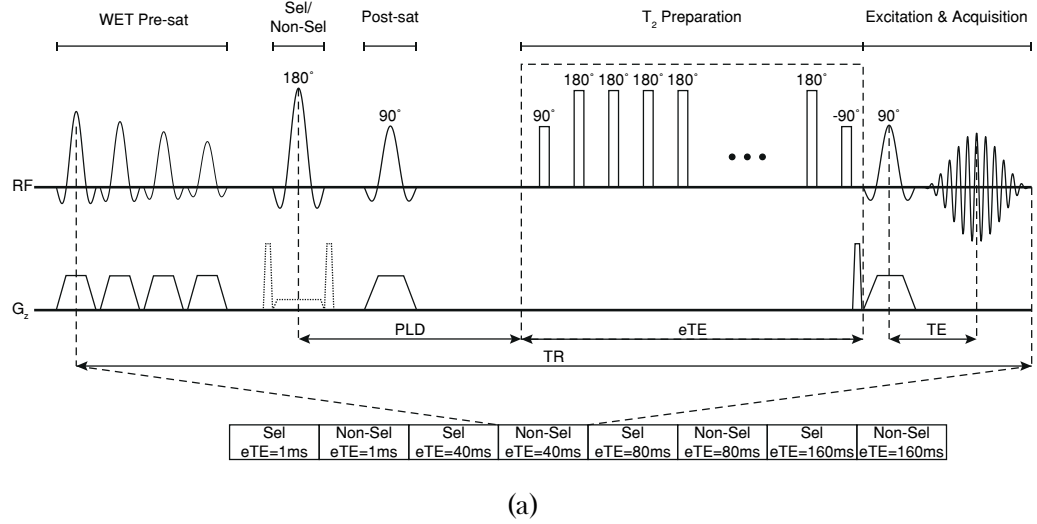 WET Pre-sat
Sel/
Non-Sel
Post-sat
T₂ Preparation
Excitation & Acquisition
180°
180° 180° 180° 180°
180°
90°
90°
-90°
90°
RF
G_z
PLD
eTE
TE
TR
Sel Non-Sel Sel Non-Sel Sel Non-Sel Sel Non-Sel
eTE=1ms eTE=1ms eTE=40ms eTE=40ms eTE=80ms eTE=80ms eTE=160ms eTE=160ms
(a)